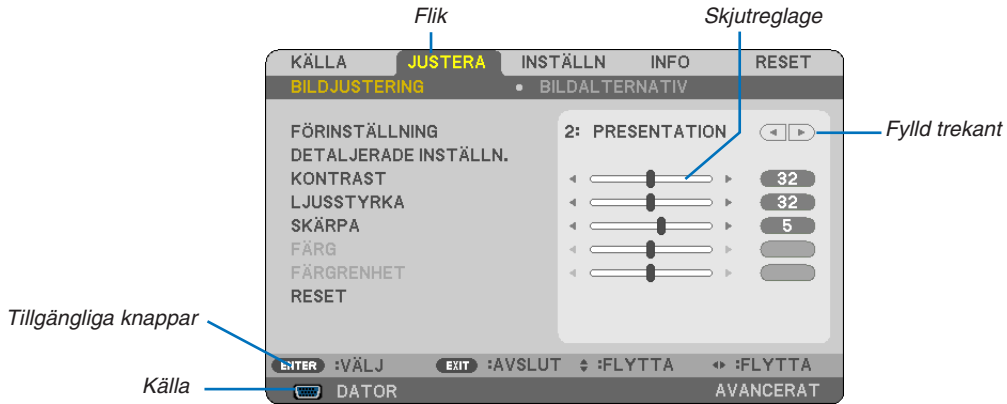 Flik
Skjutreglage
KÄLLA JUSTERA INSTÄLLN INFO RESET
BILDJUSTERING • BILDALTERNATIV
FÖRINSTÄLLNING 2: PRESENTATION
Fylld trekant
DETALJERADE INSTÄLLN.
KONTRAST 32
LJUSSTYRKA 32
SKÄRPA 5
FÄRG
FÄRGRENHET
RESET
Tillgängliga knappar
ENTER :VÄLJ EXIT :AVSLUT :FLYTTA :FLYTTA
Källa
DATOR AVANCERAT